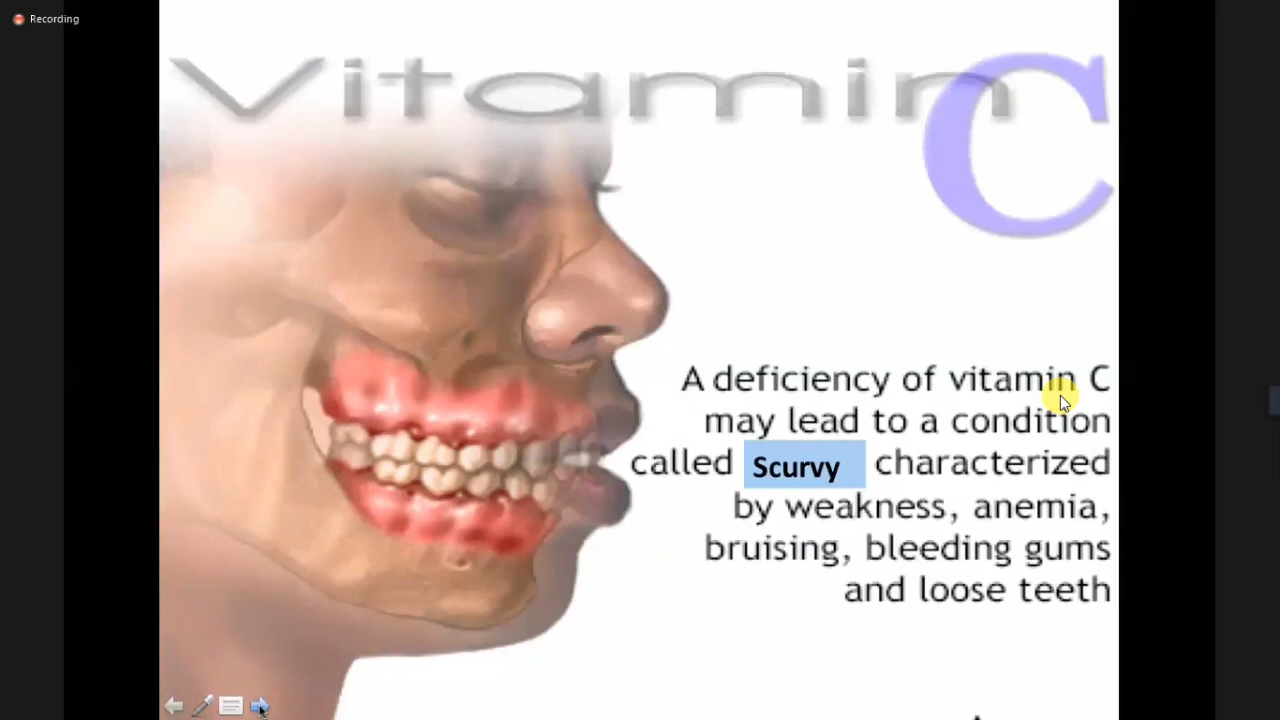 Recording
Vitamin C
A deficiency of vitamin C
may lead to a condition
called Scurvy characterized
by weakness, anemia,
bruising, bleeding gums
and loose teeth